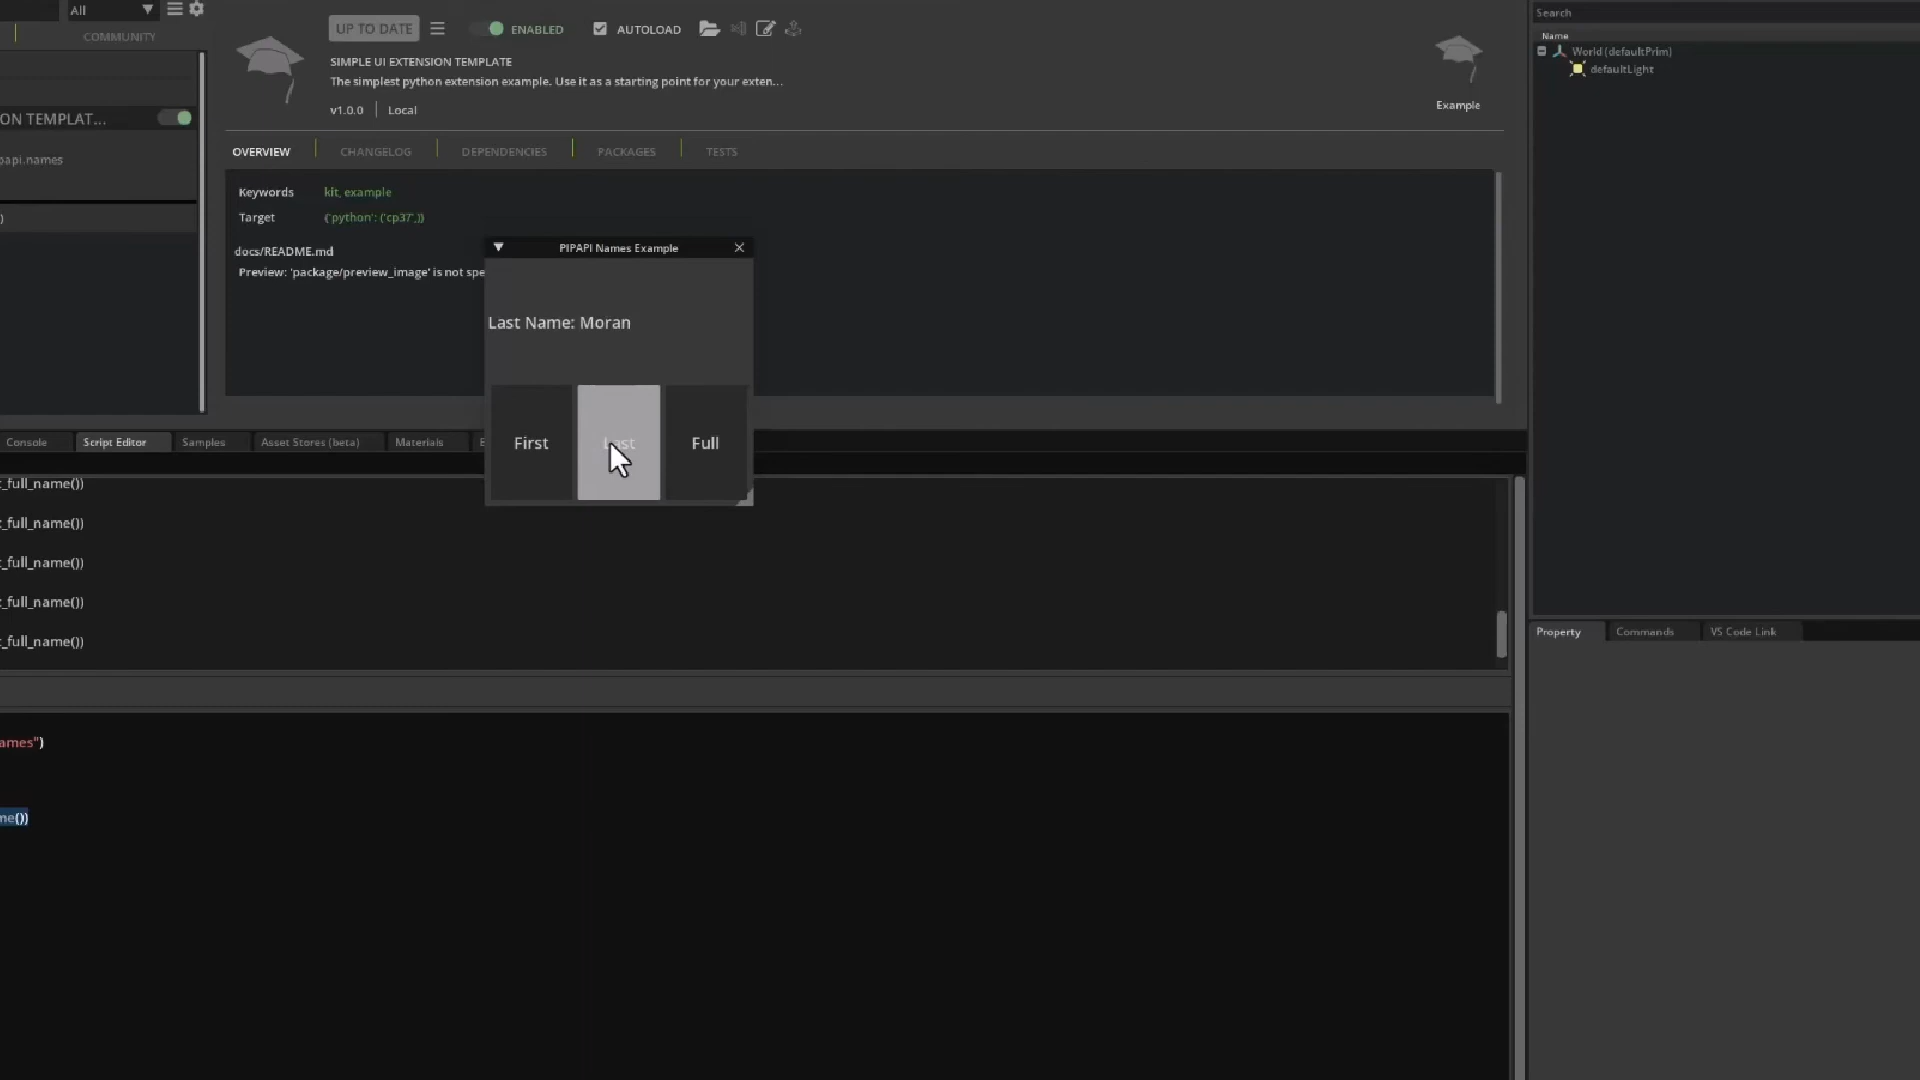 All
COMMUNITY
ON TEMPLAT...
papi.names
)
UP TO DATE
ENABLED
AUTOLOAD
SIMPLE UI EXTENSION TEMPLATE
The simplest python extension example. Use it as a starting point for your exten...
v1.0.0
Local
Example
OVERVIEW
CHANGELOG
DEPENDENCIES
PACKAGES
TESTS
Keywords
kit, example
Target
{'python': ('cp37',)}
docs/README.md
Preview: 'package/preview_image' is not spe
PIPAPI Names Example
Last Name: Moran
First
Last
Full
Console
Script Editor
Samples
Asset Stores (beta)
Materials
_full_name())
_full_name())
_full_name())
_full_name())
_full_name())
ames")
me())
Search
Name
World (defaultPrim)
defaultLight
Property
Commands
VS Code Link